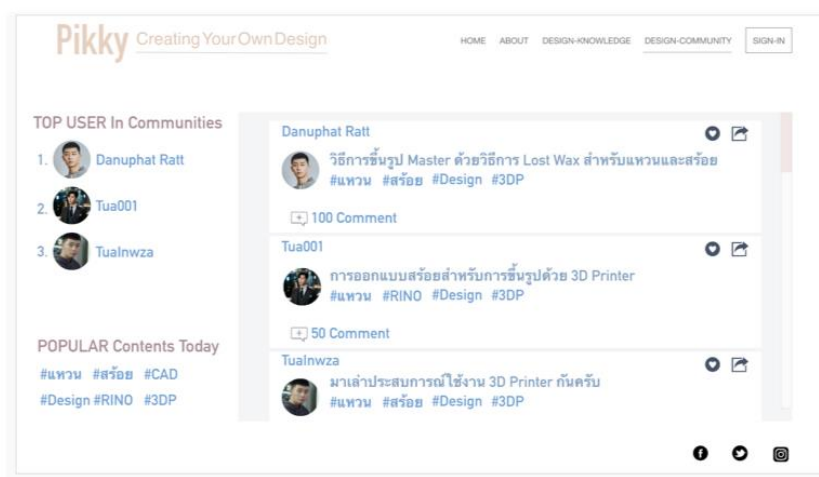 Pikky Creating Your Own Design
HOME ABOUT DESIGN-KNOWLEDGE DESIGN-COMMUNITY SIGN-IN
TOP USER In Communities
1. Danuphat Ratt
2. Tua001
3. Tualnwza
POPULAR Contents Today
#แหวน #สร้อย #CAD
#Design #RINO #3DP
Danuphat Ratt
วิธีการขึ้นรูป Master ด้วยวิธีการ Lost Wax สำหรับแหวนและสร้อย
#แหวน #สร้อย #Design #3DP
100 Comment
Tua001
การออกแบบสร้อยสำหรับการขึ้นรูปด้วย 3D Printer
#แหวน #RINO #Design #3DP
50 Comment
Tualnwza
มาเล่าประสบการณ์ใช้งาน 3D Printer กันครับ
#แหวน #สร้อย #Design #3DP